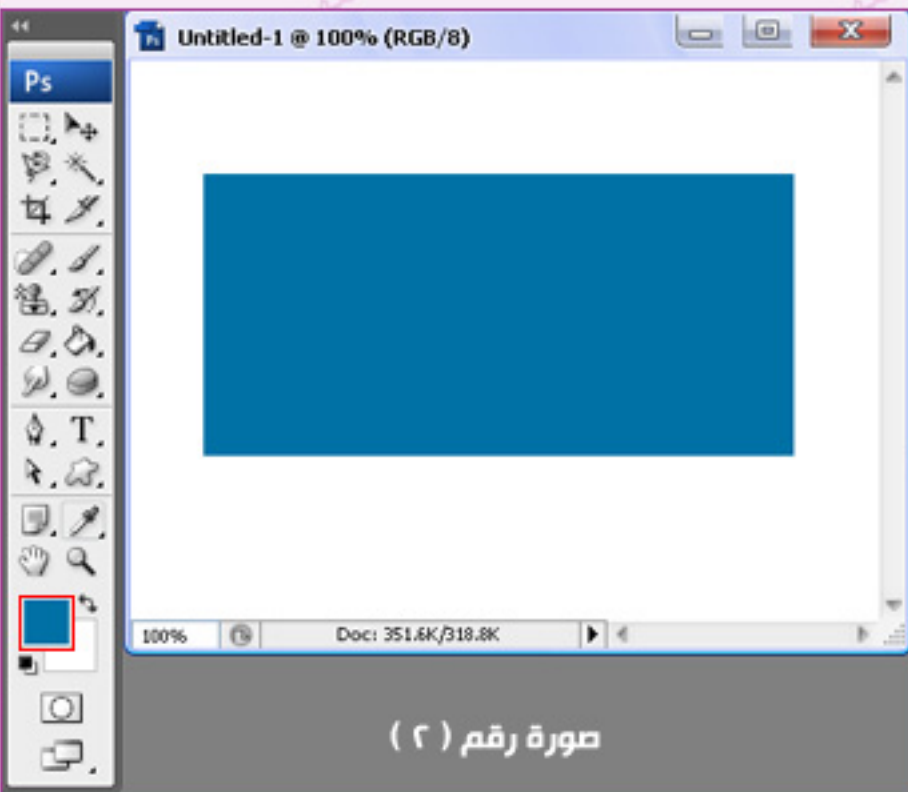 Untitled-1 @ 100% (RGB/8)
Ps
T
100%
Doc: 351.6K/318.8K
صورة رقم ( ٢ )